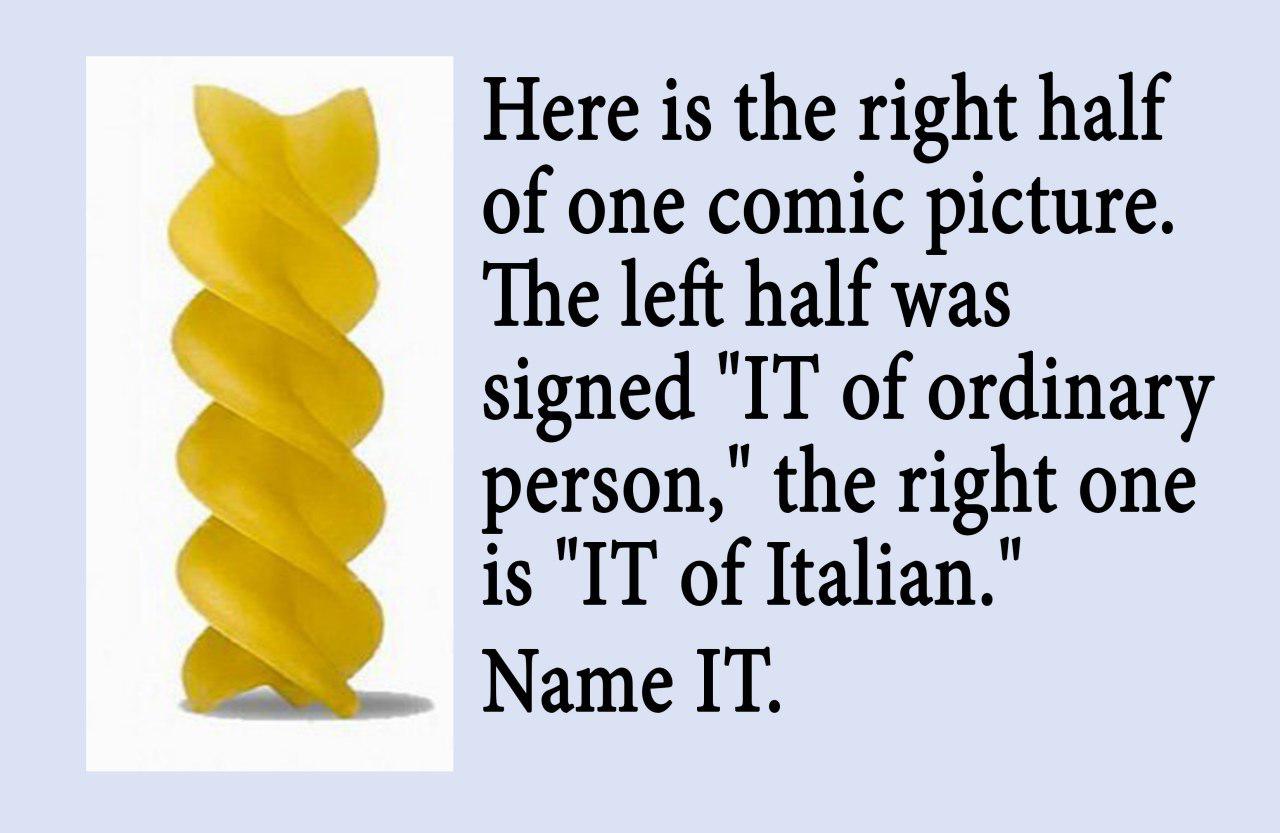 Here is the right half
of one comic picture.
The left half was
signed "IT of ordinary
person," the right one
is "IT of Italian."
Name IT.